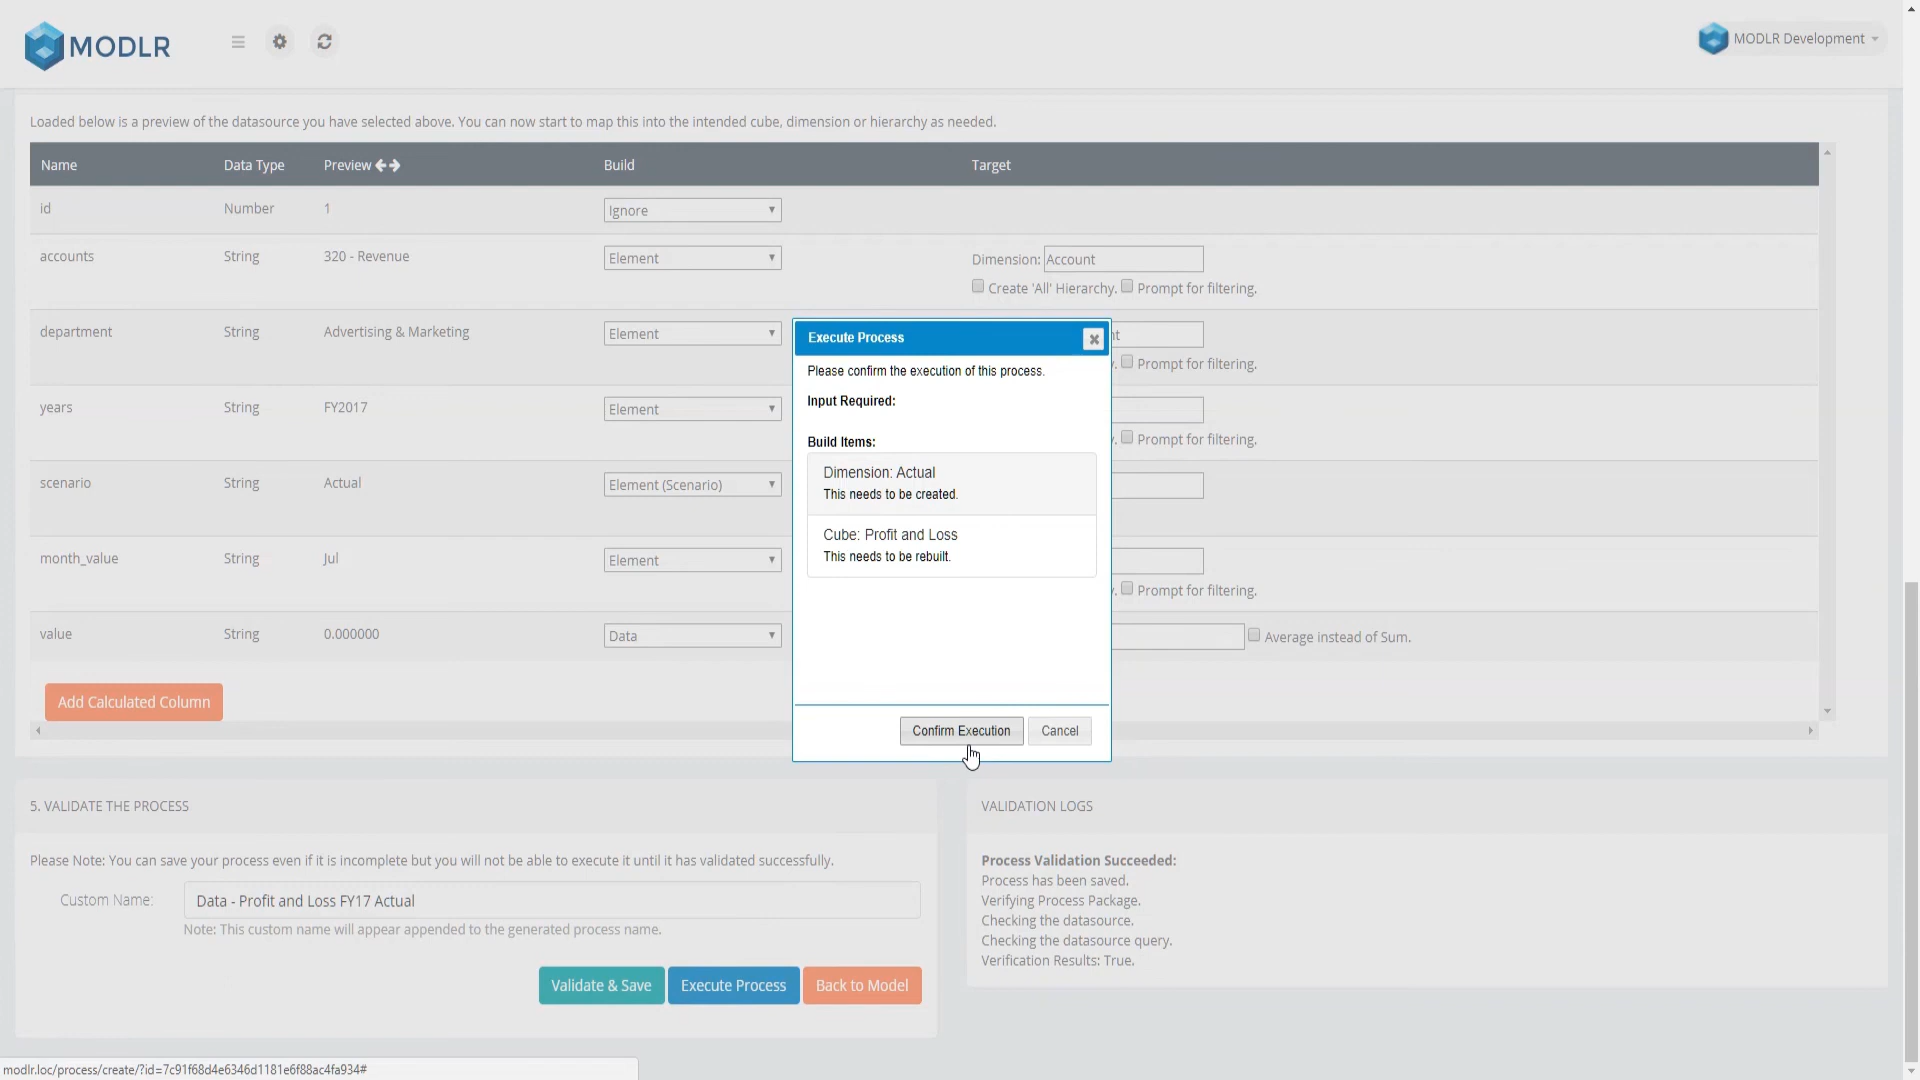 MODLR
MODLR Development
Loaded below is a preview of the datasource you have selected above. You can now start to map this into the intended cube, dimension or hierarchy as needed.
Name Data Type Preview Build Target
id Number 1 Ignore
accounts String 320 - Revenue Element Dimension: Account
Create 'All' Hierarchy. Prompt for filtering.
department String Advertising & Marketing Element nt
Prompt for filtering.
years String FY2017 Element
Prompt for filtering.
scenario String Actual Element (Scenario)
month_value String Jul Element
Prompt for filtering.
value String 0.000000 Data Average instead of Sum.
Add Calculated Column
Execute Process
Please confirm the execution of this process.
Input Required:
Build Items:
Dimension: Actual
This needs to be created.
Cube: Profit and Loss
This needs to be rebuilt.
Confirm Execution Cancel
5. VALIDATE THE PROCESS
Please Note: You can save your process even if it is incomplete but you will not be able to execute it until it has validated successfully.
Custom Name: Data - Profit and Loss FY17 Actual
Note: This custom name will appear appended to the generated process name.
Validate & Save Execute Process Back to Model
VALIDATION LOGS
Process Validation Succeeded:
Process has been saved.
Verifying Process Package.
Checking the datasource.
Checking the datasource query.
Verification Results: True.
modlr.loc/process/create/?id=7c91f68d4e6346d1181e6f88ac4fa934#